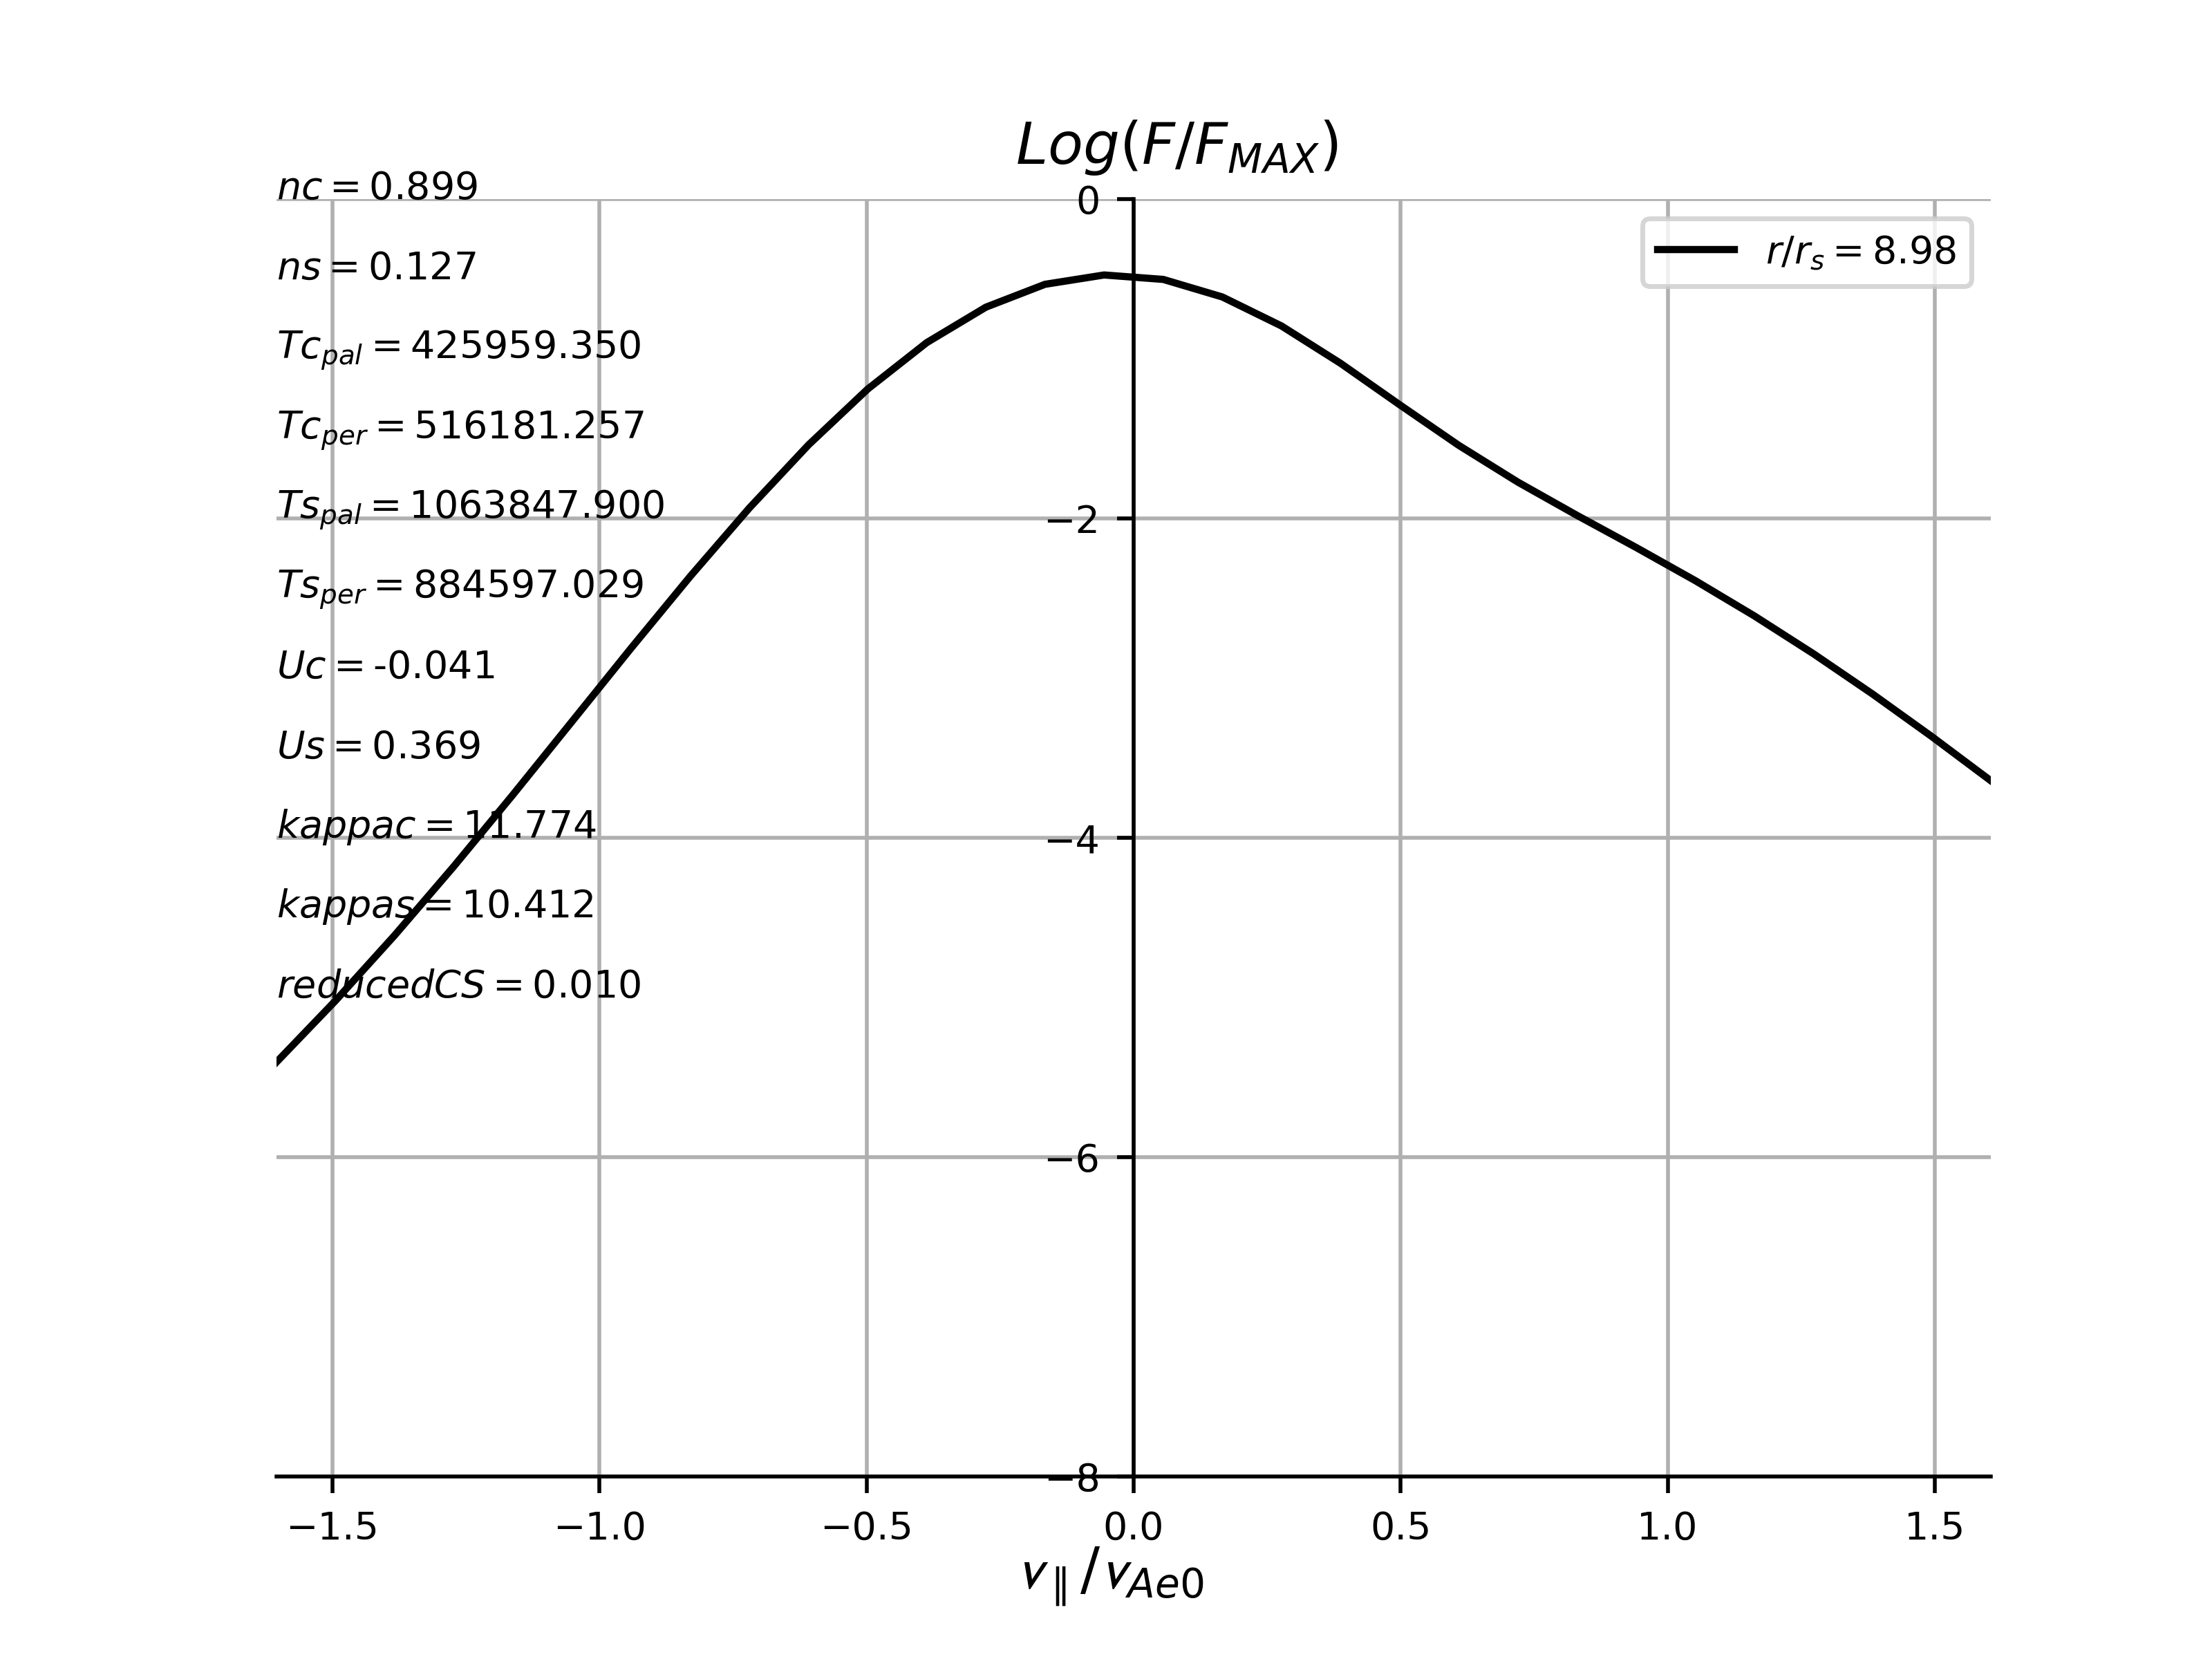 Log(F/F_MAX)
nc = 0.899
0
r/r_s = 8.98
ns = 0.127
Tc_pal = 425959.350
Tc_per = 516181.257
Ts_pal = 1063847.900
−2
Ts_per = 884597.029
Uc = -0.041
Us = 0.369
kappac = 11.774
−4
kappas = 10.412
reducedCS = 0.010
−6
−8
−1.5 −1.0 −0.5 0.0 0.5 1.0 1.5
v_∥/v_Ae0